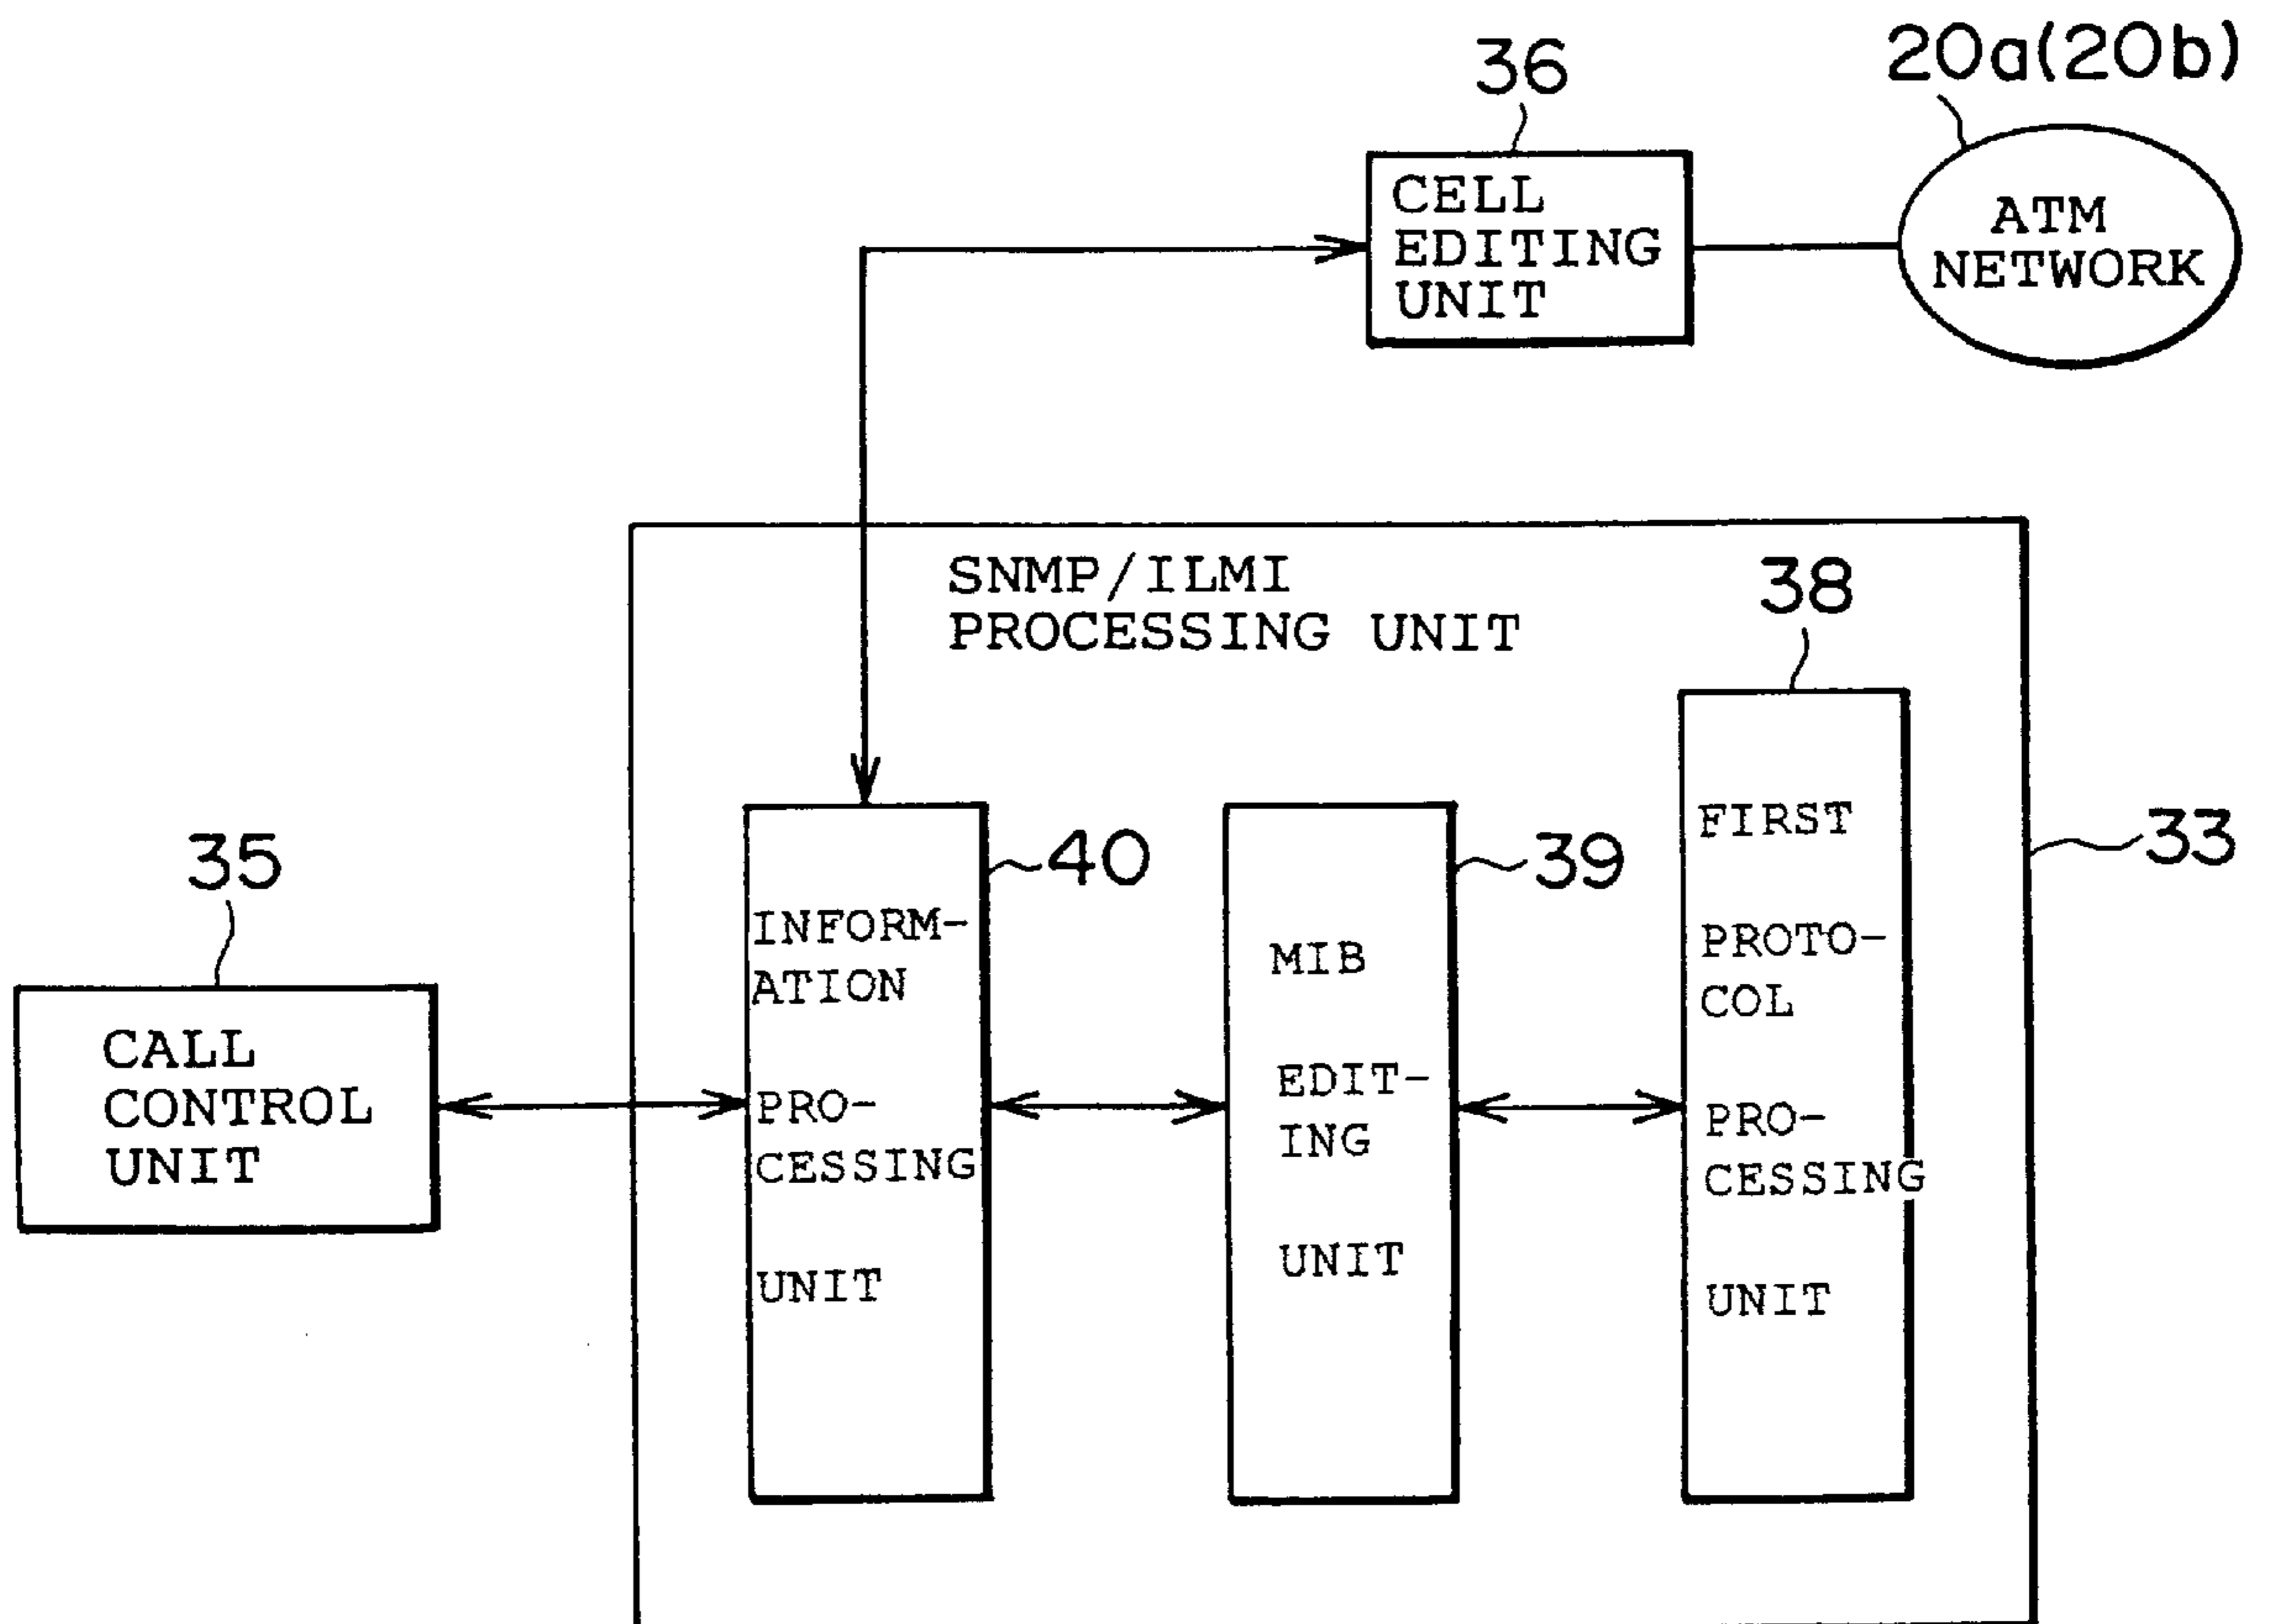 36
20a(20b)
CELL
EDITING
UNIT
ATM
NETWORK
SNMP/ILMI
PROCESSING UNIT
38
33
40
39
35
CALL
CONTROL
UNIT
INFORM-
ATION
PRO-
CESSING
UNIT
MIB
EDIT-
ING
UNIT
FIRST
PROTO-
COL
PRO-
CESSING
UNIT